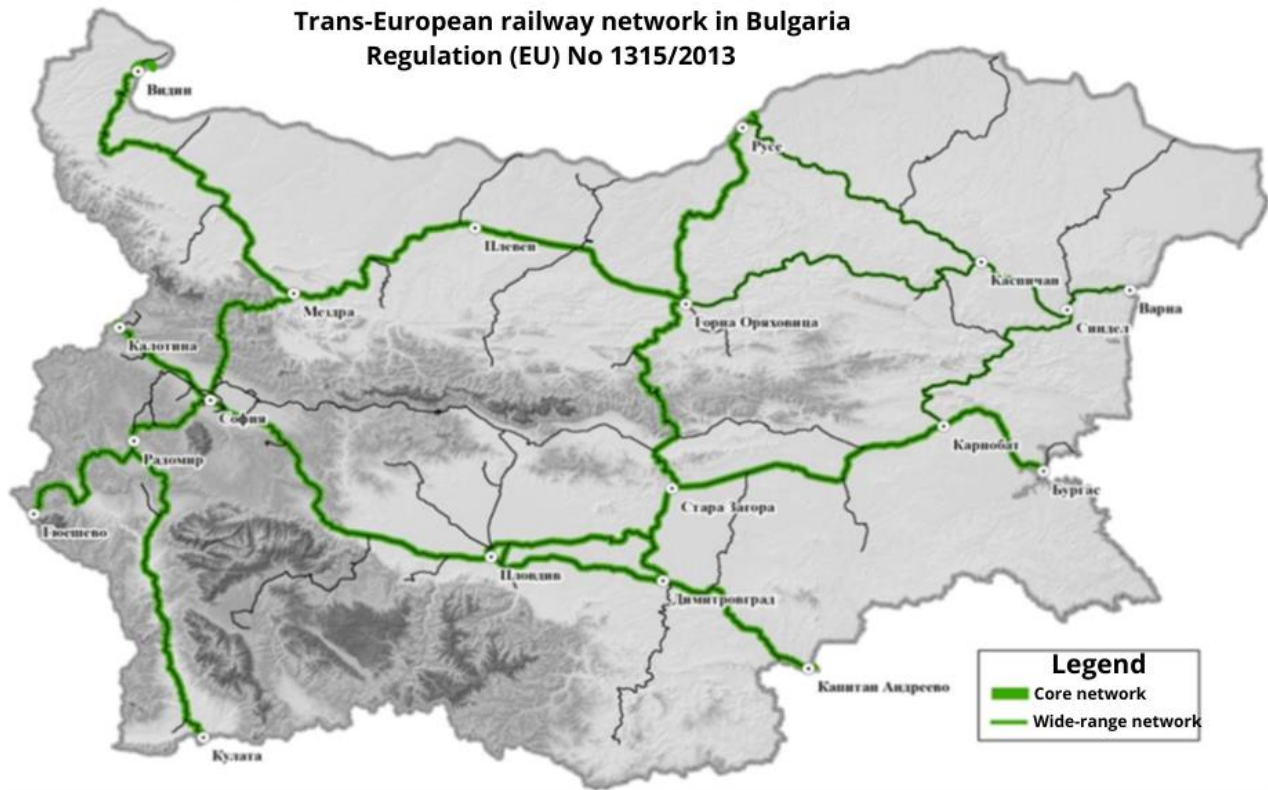 Trans-European railway network in Bulgaria
Regulation (EU) No 1315/2013
Видин
Русе
Плевен
Каспичан
Мездра
Горна Оряховица
Варна
Синдел
Калотина
София
Карнобат
Радомир
Бургас
Стара Загора
Гюешево
Пловдив
Димитровград
Капитан Андреево
Кулата
Legend
Core network
Wide-range network